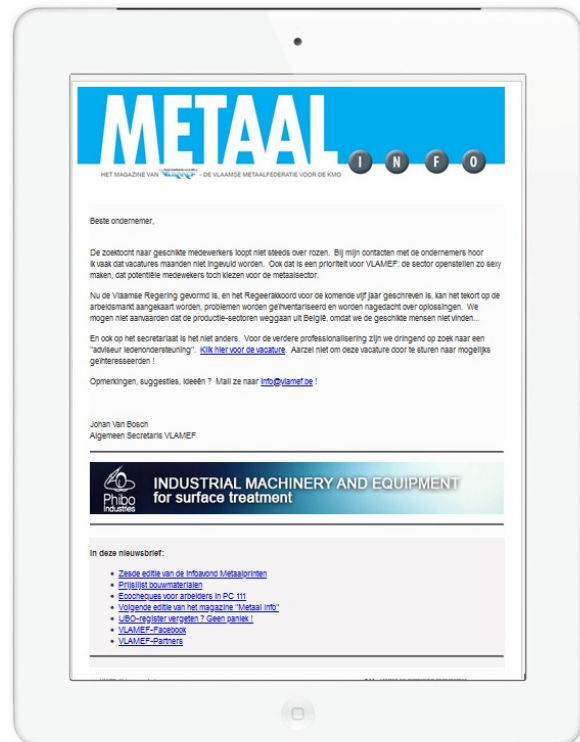 METAAL
I N F O
HET MAGAZINE VAN - DE VLAAMSE METAALFEDERATIE VOOR DE KMO
Beste ondernemer,
De zoektocht naar geschikte medewerkers loopt niet steeds over rozen. Bij mijn contacten met de ondernemers hoor
ik vaak dat vacatures maanden niet ingevuld worden. Ook dat is een prioriteit voor VLAMEF: de sector openstellen zo sexy
maken, dat potentiële medewekers toch kiezen voor de metaalsector.
Nu de Vlaamse Regering gevormd is, en het Regeerakkoord voor de komende vijf jaar geschreven is, kan het tekort op de
arbeidsmarkt aangekaart worden, problemen worden geïnventariseerd en worden nagedacht over oplossingen. We
mogen niet aanvaarden dat de productie-sectoren weggaan uit België, omdat we de geschikte mensen niet vinden...
En ook op het secretariaat is het niet anders. Voor de verdere professionalisering zijn we dringend op zoek naar een
"adviseur ledenondersteuning". Klik hier voor de vacature. Aarzel niet om deze vacature door te sturen naar mogelijks
geïnteresseerden !
Opmerkingen, suggesties, ideeën ? Mail ze naar info@vlamef.be !
Johan Van Bosch
Algemeen Secretaris VLAMEF
Phibo
Industries
INDUSTRIAL MACHINERY AND EQUIPMENT
for surface treatment
In deze nieuwsbrief:
• Zesde editie van de Infoavond Metaalprinten
• Prijslijst bouwmaterialen
• Ecocheques voor arbeiders in PC 111
• Volgende editie van het magazine "Metaal Info"
• UBO-register vergeten ? Geen paniek !
• VLAMEF-Facebook
• VLAMEF-Partners